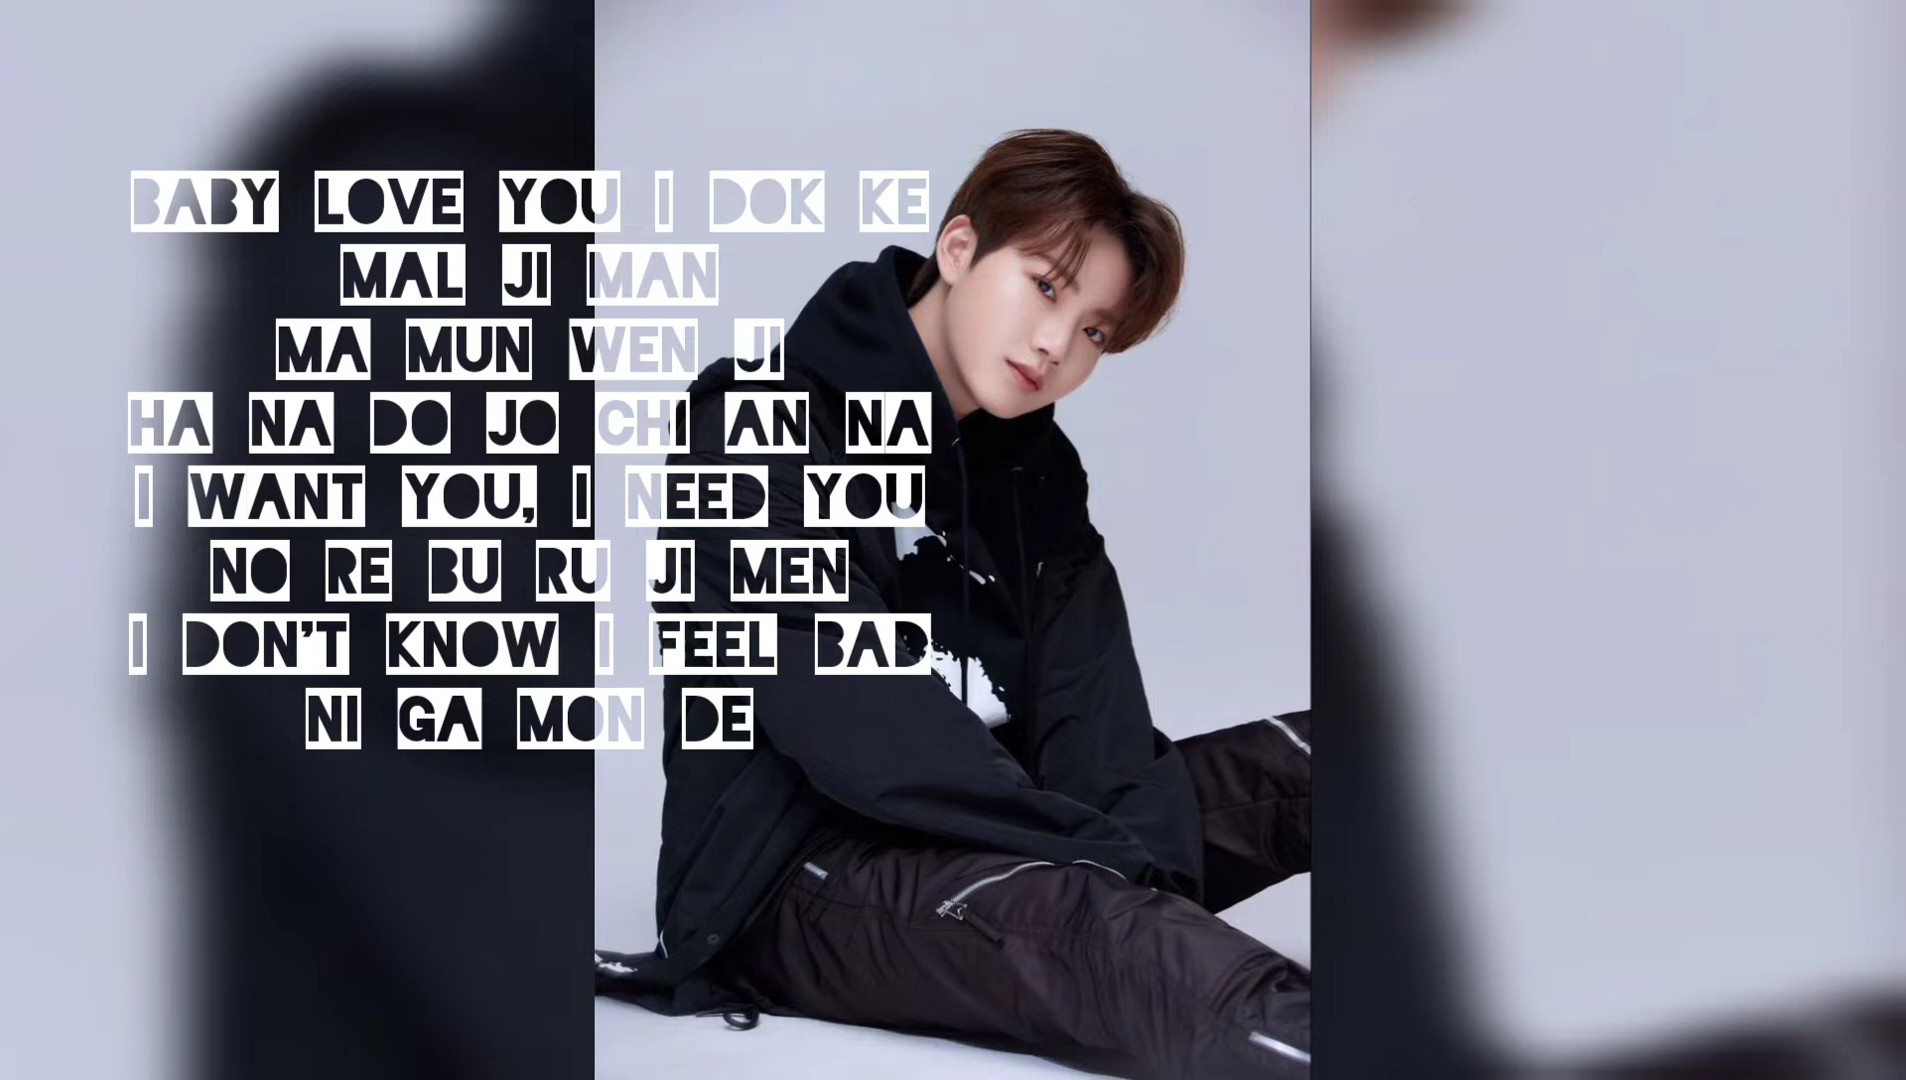 BABY LOVE YOU I DOK KE
MAL JI MAN
MA MUN WEN JI
HA NA DO JO CHI AN NA
I WANT YOU, I NEED YOU
NO RE BU RU JI MEN
I DON'T KNOW I FEEL BAD
NI GA MON DE